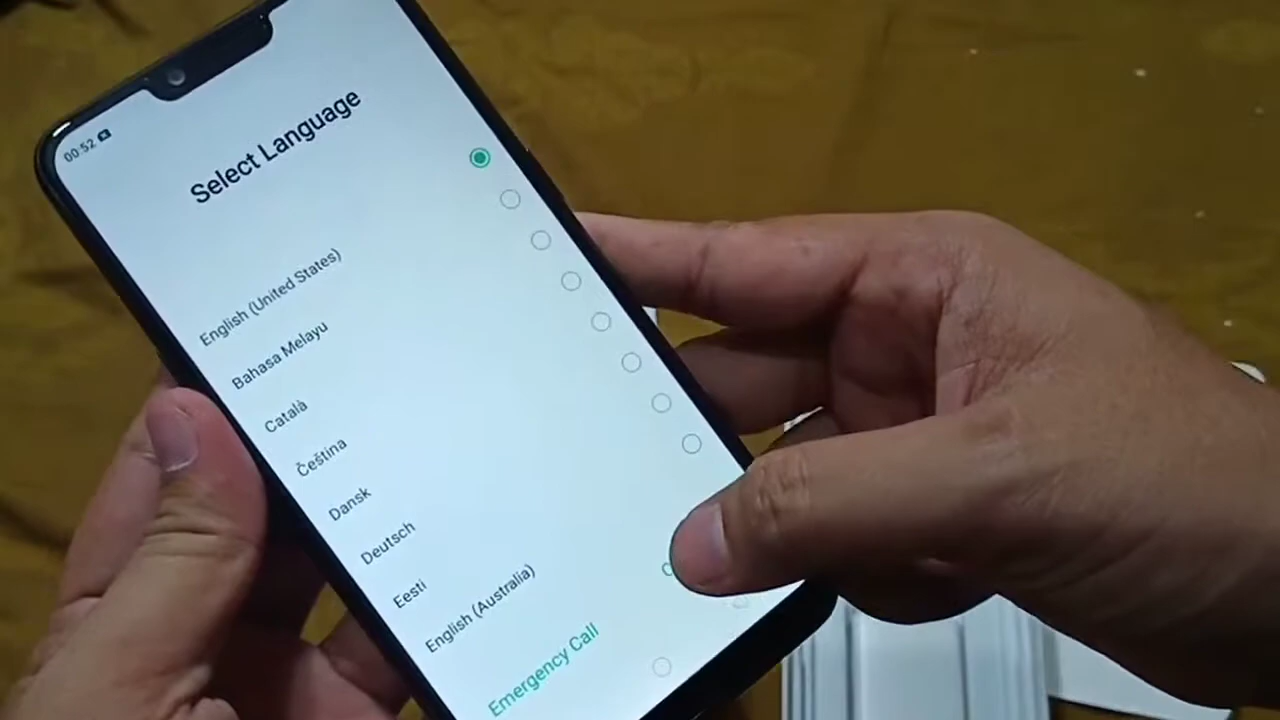 00:52
Select Language
English (United States)
Bahasa Melayu
Català
Čeština
Dansk
Deutsch
Eesti
English (Australia)
Emergency Call